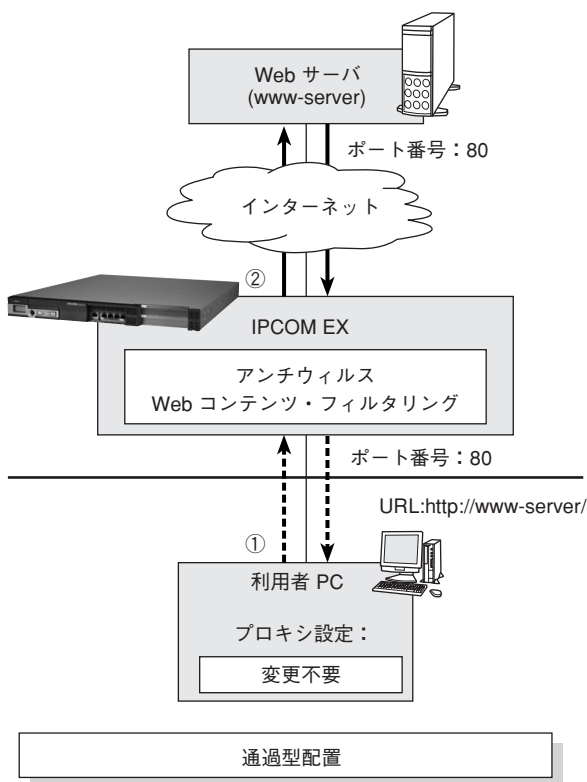 Web サーバ
(www-server)
ポート番号：80
インターネット
②
IPCOM EX
アンチウィルス
Web コンテンツ・フィルタリング
ポート番号：80
URL:http://www-server/
①
利用者 PC
プロキシ設定：
変更不要
通過型配置